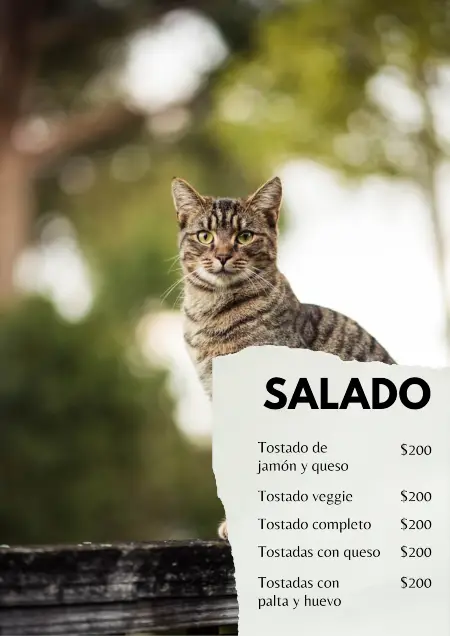 SALADO
Tostado de
jamón y queso
$200
Tostado veggie $200
Tostado completo $200
Tostadas con queso $200
Tostadas con
palta y huevo
$200